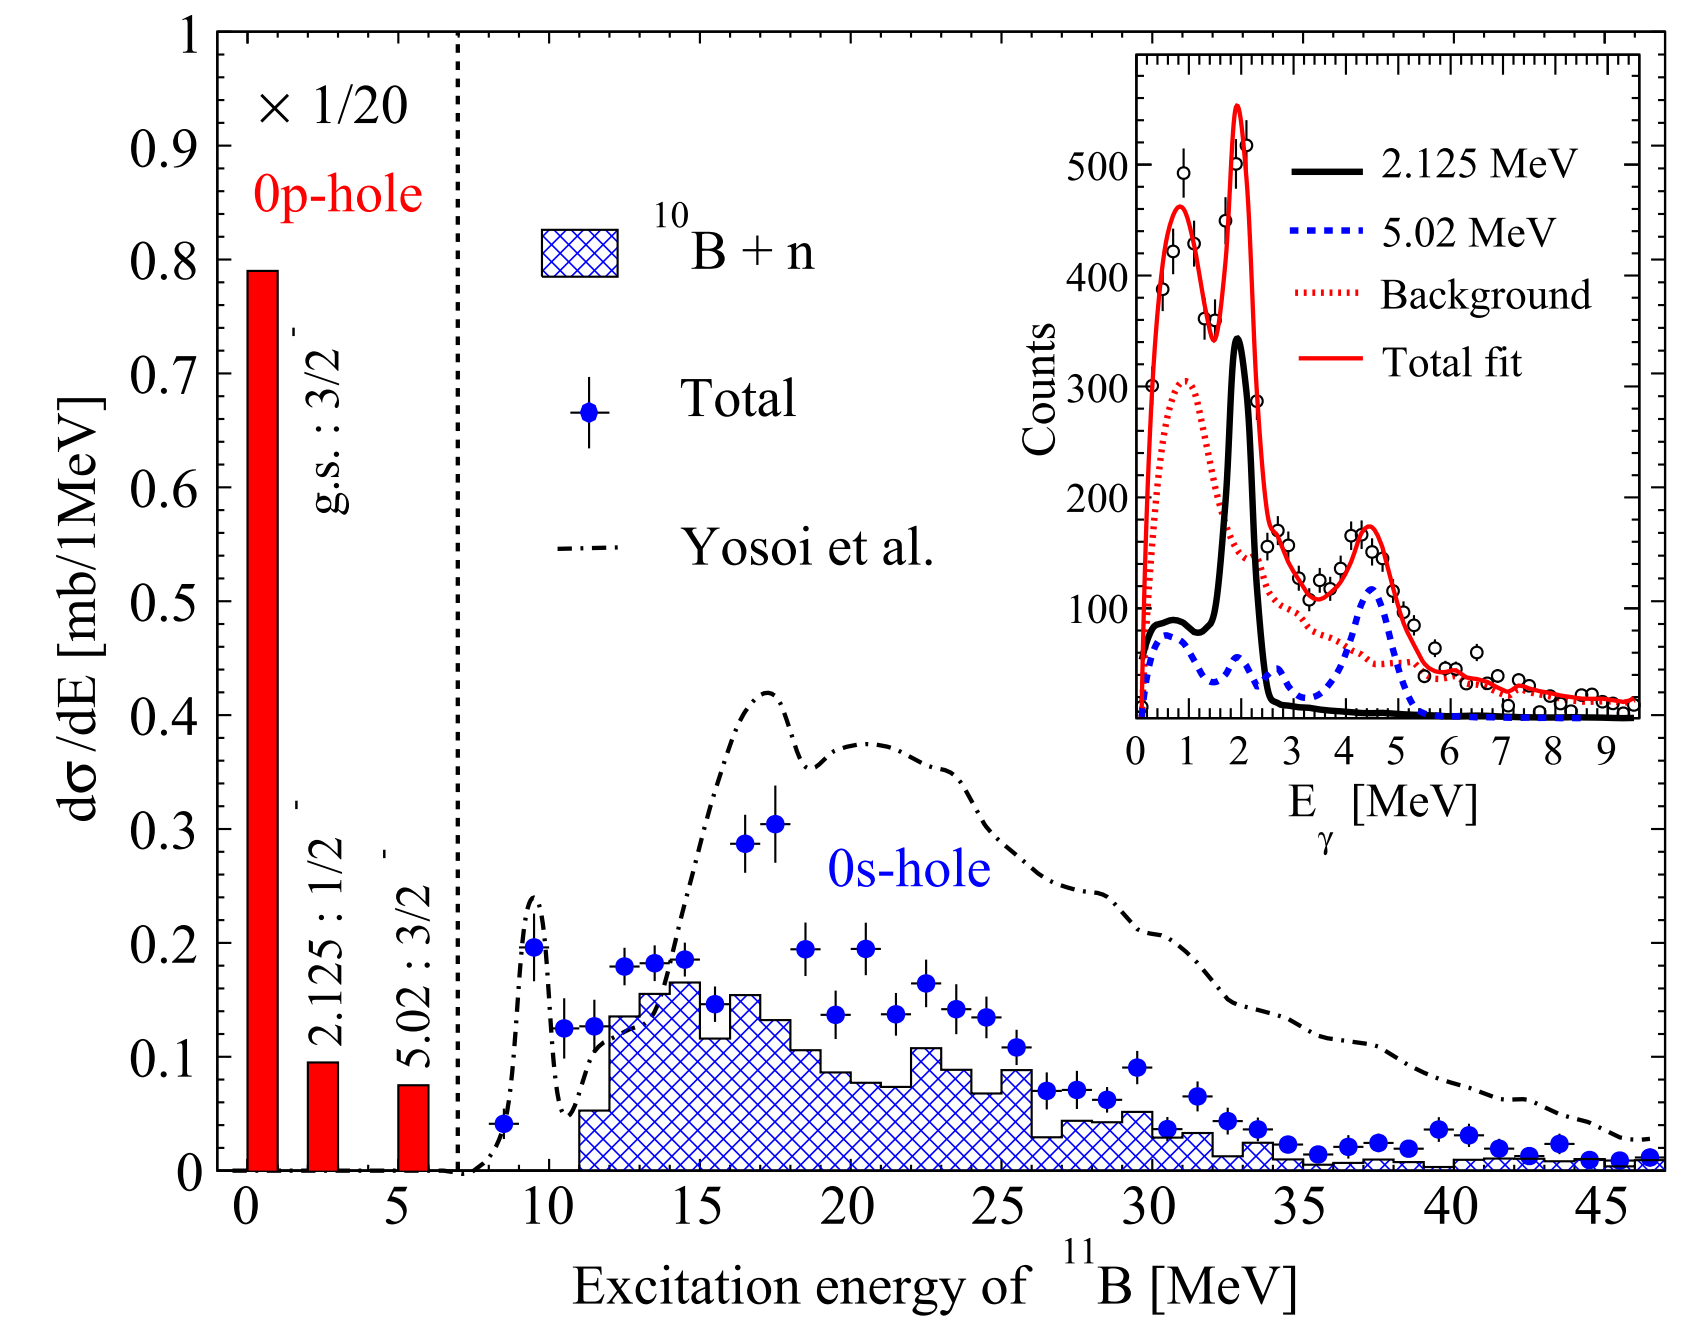 × 1/20
0p-hole
g.s. : 3/2⁻
2.125 : 1/2⁻
5.02 : 3/2⁻
¹⁰B + n
Total
Yosoi et al.
0s-hole
dσ/dE [mb/1MeV]
1
0.9
0.8
0.7
0.6
0.5
0.4
0.3
0.2
0.1
0
0 5 10 15 20 25 30 35 40 45
Excitation energy of ¹¹B [MeV]
2.125 MeV
5.02 MeV
Background
Total fit
Counts
500
400
300
200
100
0 1 2 3 4 5 6 7 8 9
Eᵧ [MeV]